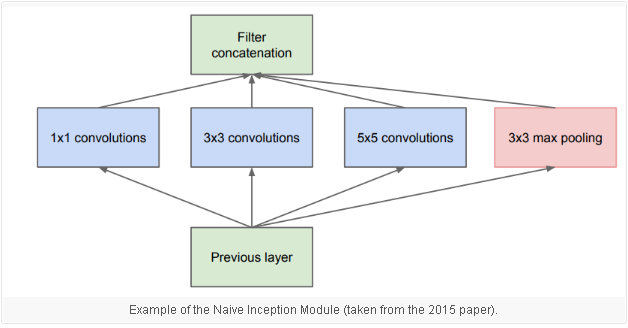 Filter
concatenation
1x1 convolutions
3x3 convolutions
5x5 convolutions
3x3 max pooling
Previous layer
Example of the Naive Inception Module (taken from the 2015 paper).